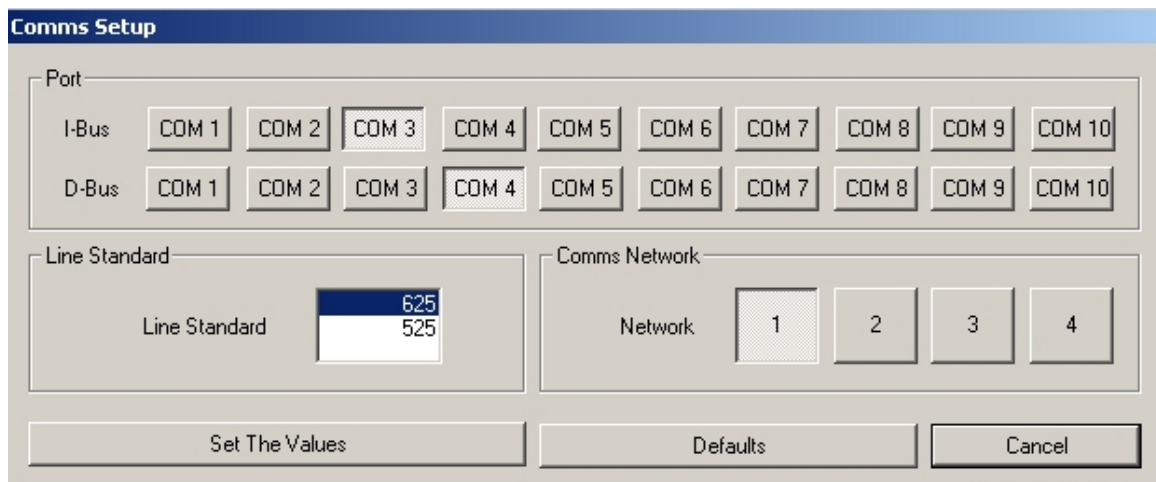 Comms Setup
Port
I-Bus COM 1 COM 2 COM 3 COM 4 COM 5 COM 6 COM 7 COM 8 COM 9 COM 10
D-Bus COM 1 COM 2 COM 3 COM 4 COM 5 COM 6 COM 7 COM 8 COM 9 COM 10
Line Standard
Line Standard
625
525
Comms Network
Network 1 2 3 4
Set The Values Defaults Cancel